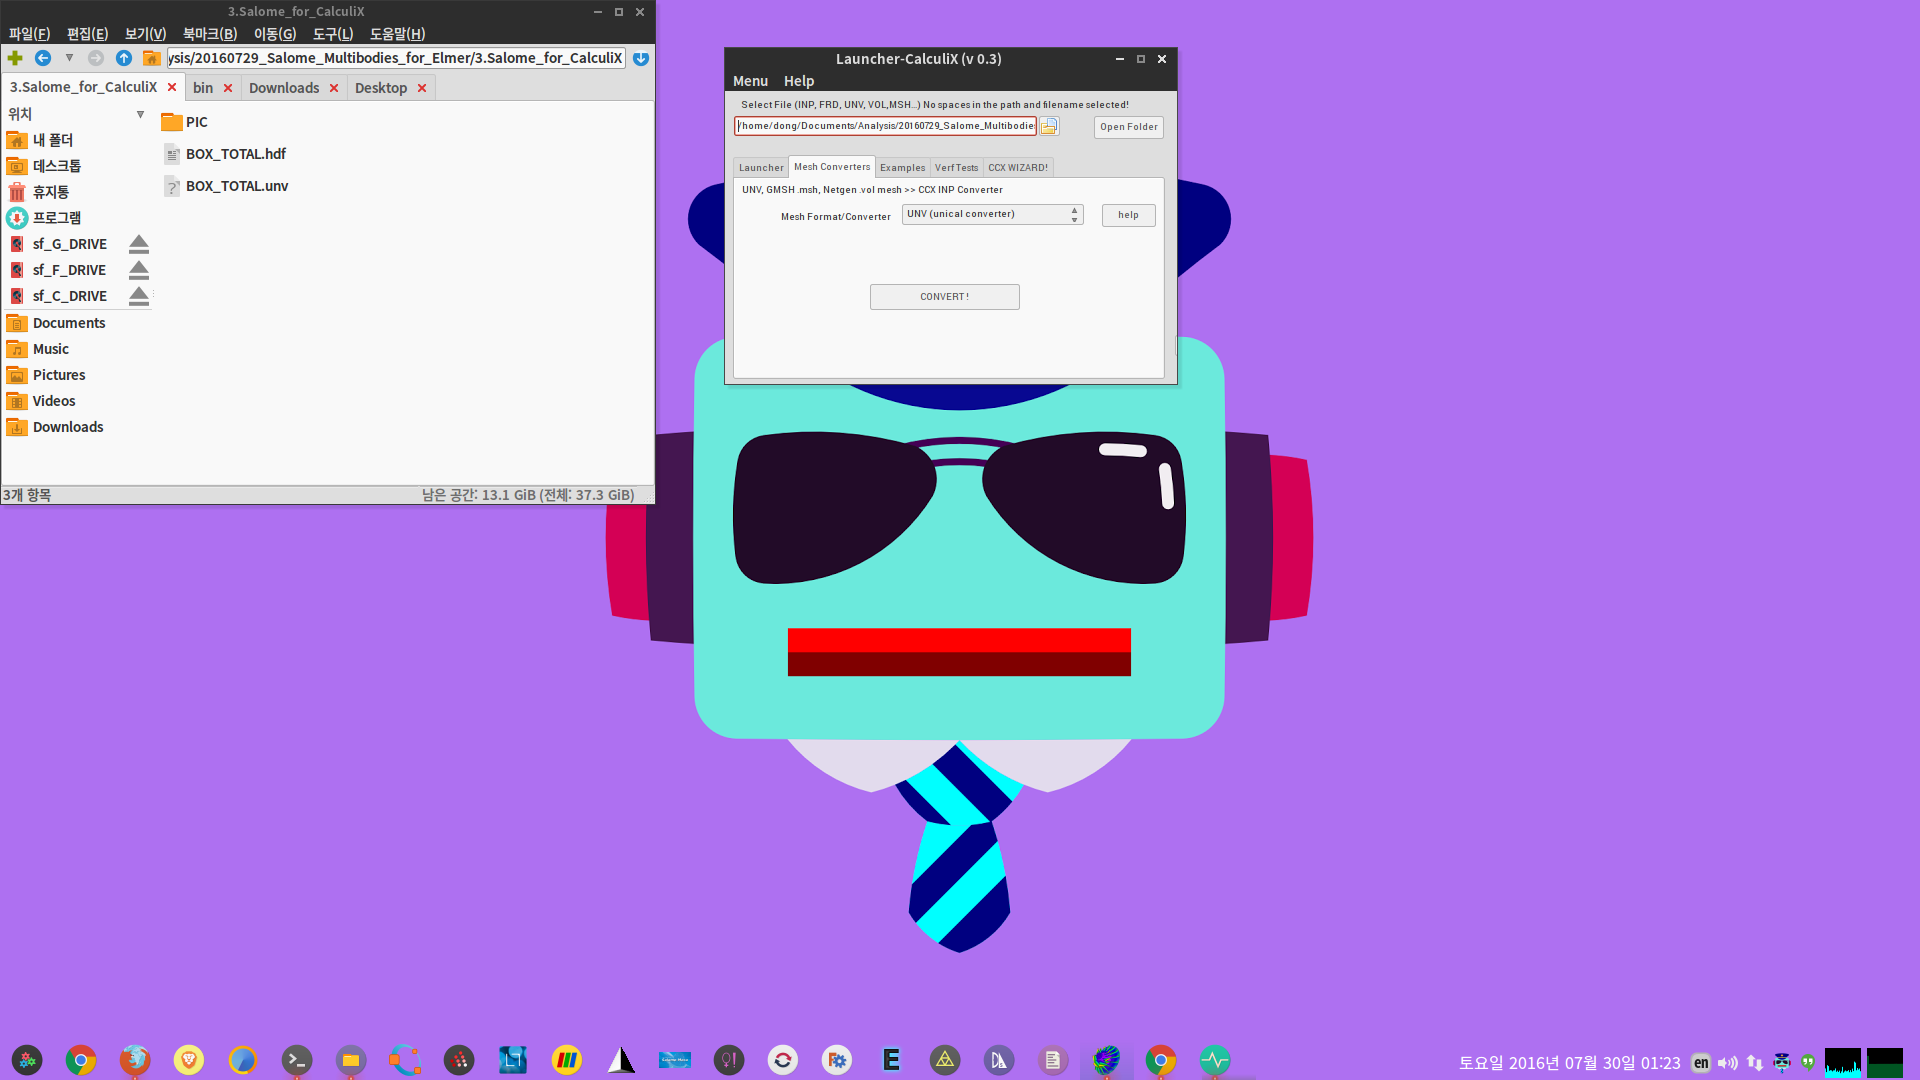 3.Salome_for_CalculiX
파일(F) 편집(E) 보기(V) 북마크(B) 이동(G) 도구(L) 도움말(H)
ysis/20160729_Salome_Multibodies_for_Elmer/3.Salome_for_CalculiX
3.Salome_for_CalculiX bin Downloads Desktop
위치
내 폴더
데스크톱
휴지통
프로그램
sf_G_DRIVE
sf_F_DRIVE
sf_C_DRIVE
Documents
Music
Pictures
Videos
Downloads
PIC
BOX_TOTAL.hdf
BOX_TOTAL.unv
3개 항목
남은 공간: 13.1 GiB (전체: 37.3 GiB)
Launcher-CalculiX (v 0.3)
Menu Help
Select File (INP, FRD, UNV, VOL,MSH...) No spaces in the path and filename selected!
/home/dong/Documents/Analysis/20160729_Salome_Multibodie
Open Folder
Launcher Mesh Converters Examples Verf Tests CCX WIZARD!
UNV, GMSH .msh, Netgen .vol mesh >> CCX INP Converter
Mesh Format/Converter UNV (unical converter) help
CONVERT!
토요일 2016년 07월 30일 01:23 en